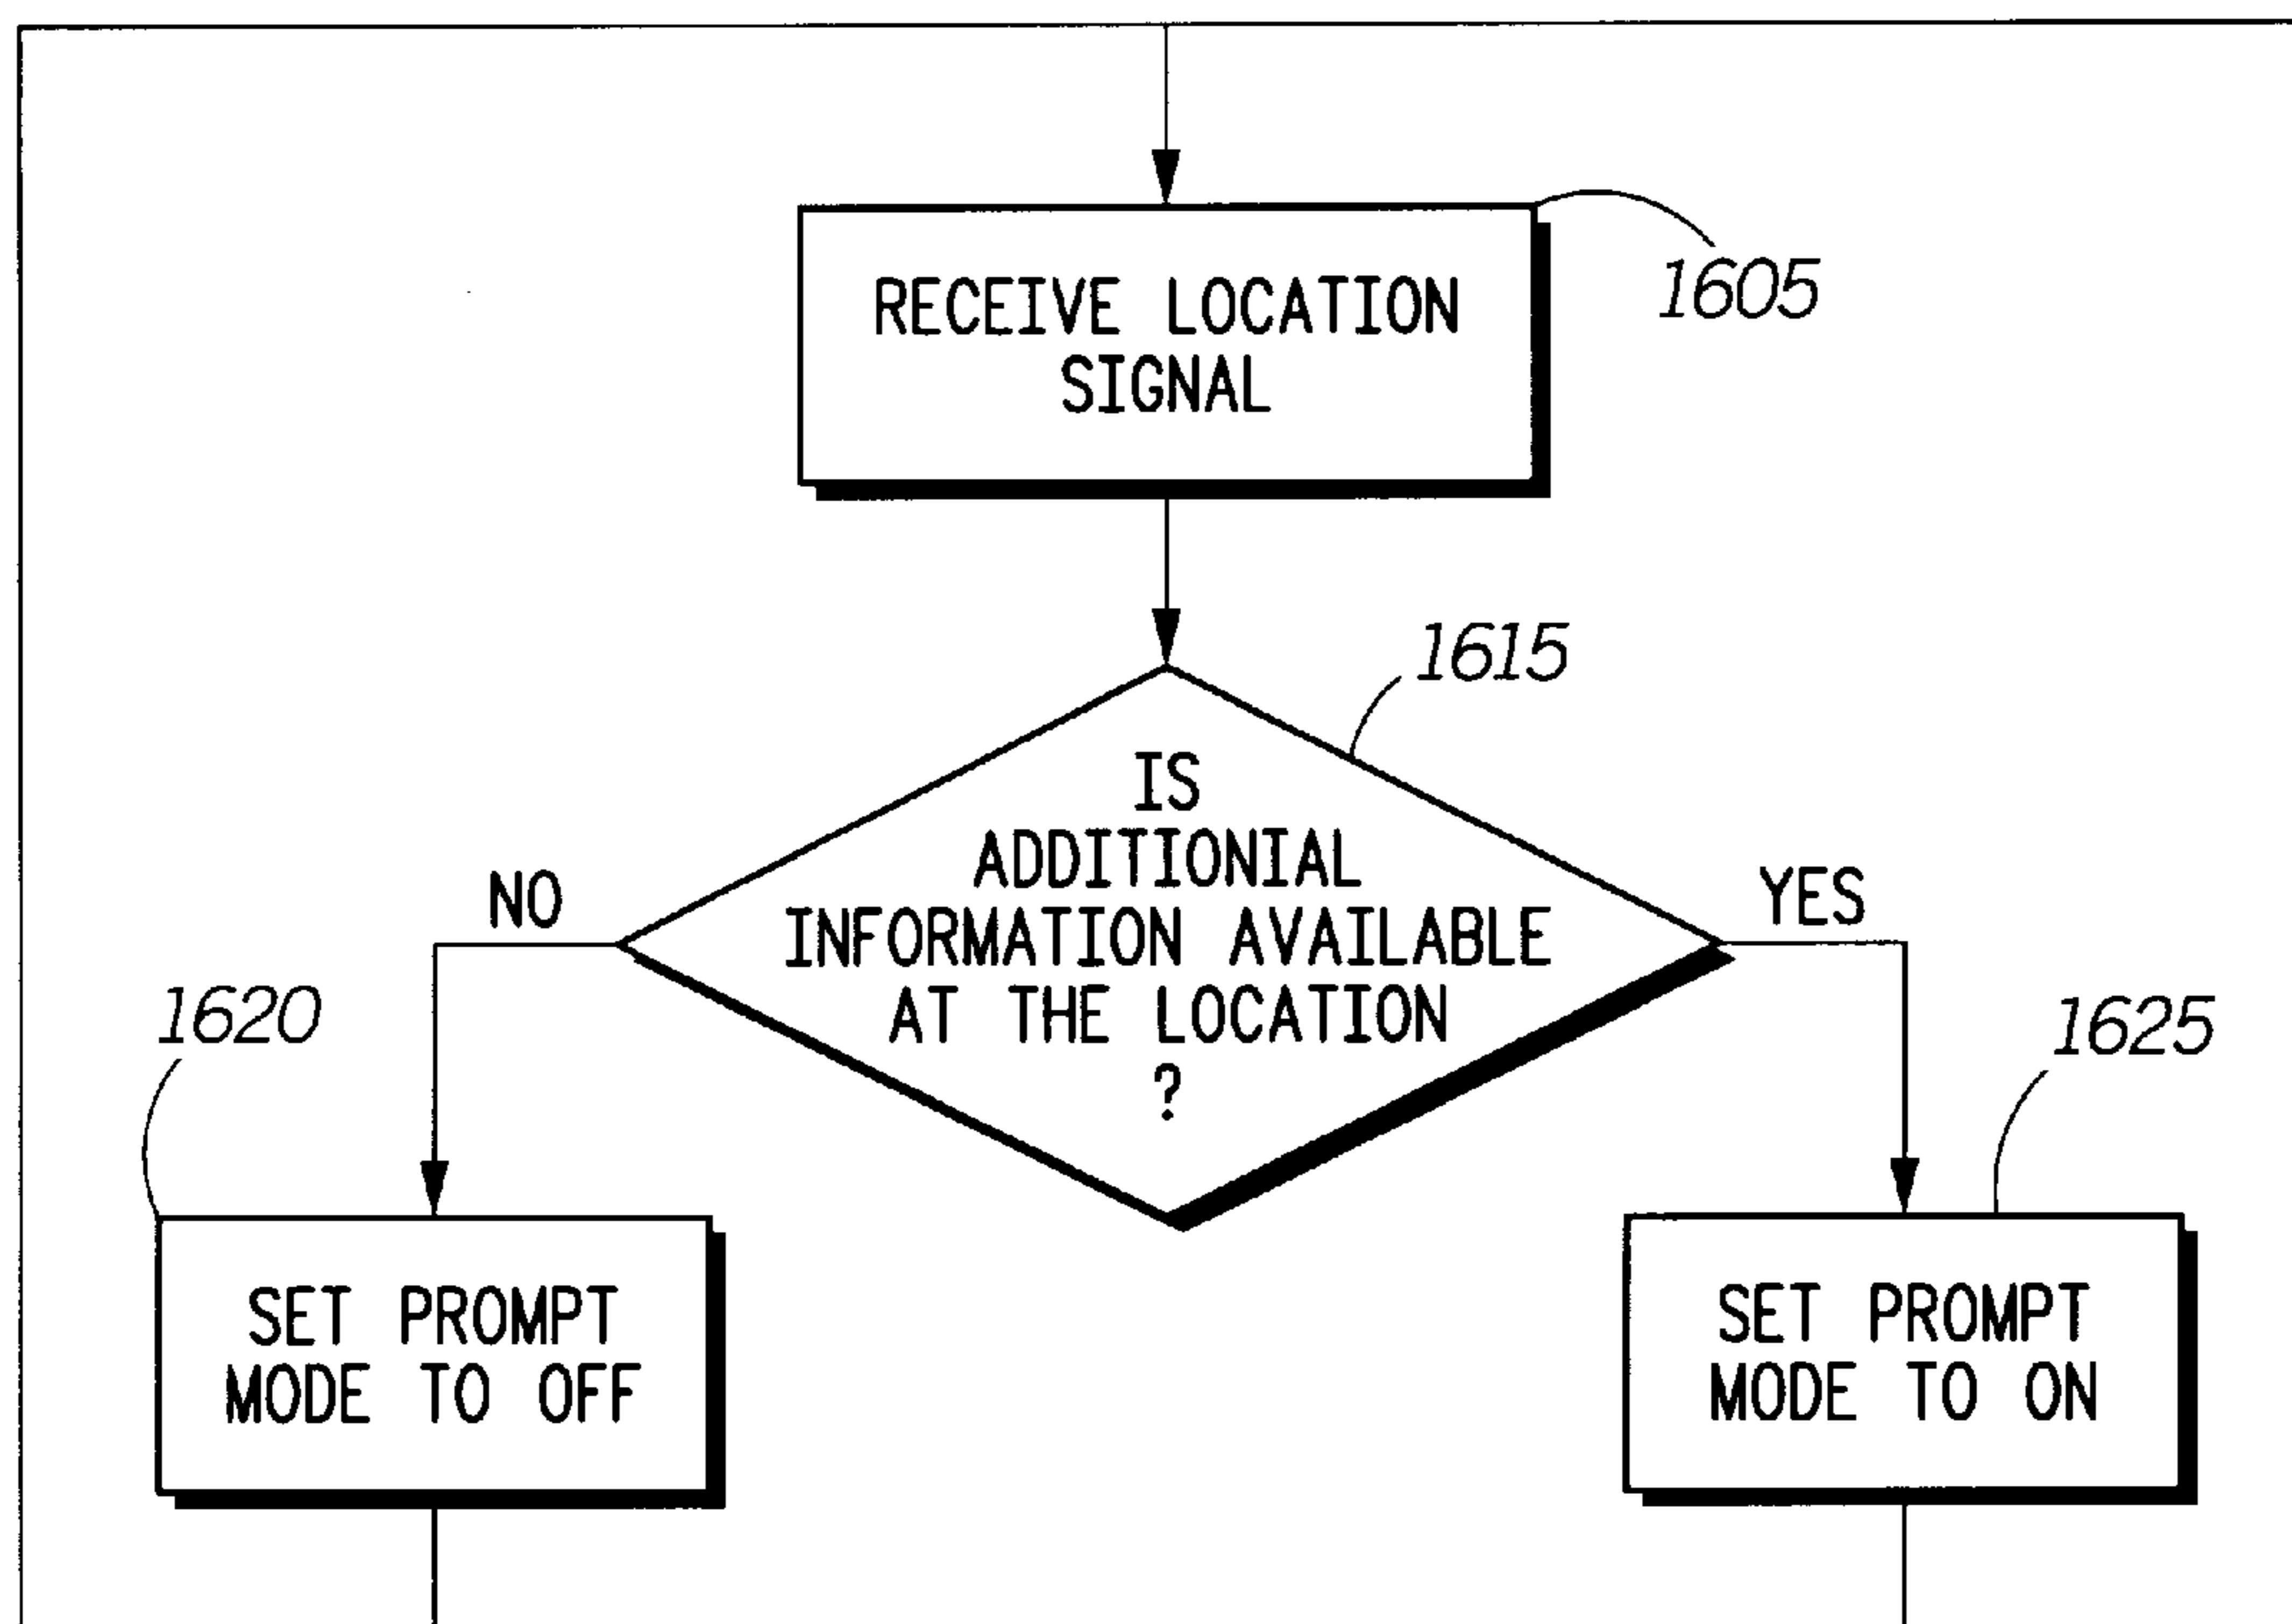 RECEIVE LOCATION
SIGNAL
1605
1615
IS
ADDITIONIAL
INFORMATION AVAILABLE
AT THE LOCATION
?
NO
YES
1620
1625
SET PROMPT
MODE TO OFF
SET PROMPT
MODE TO ON